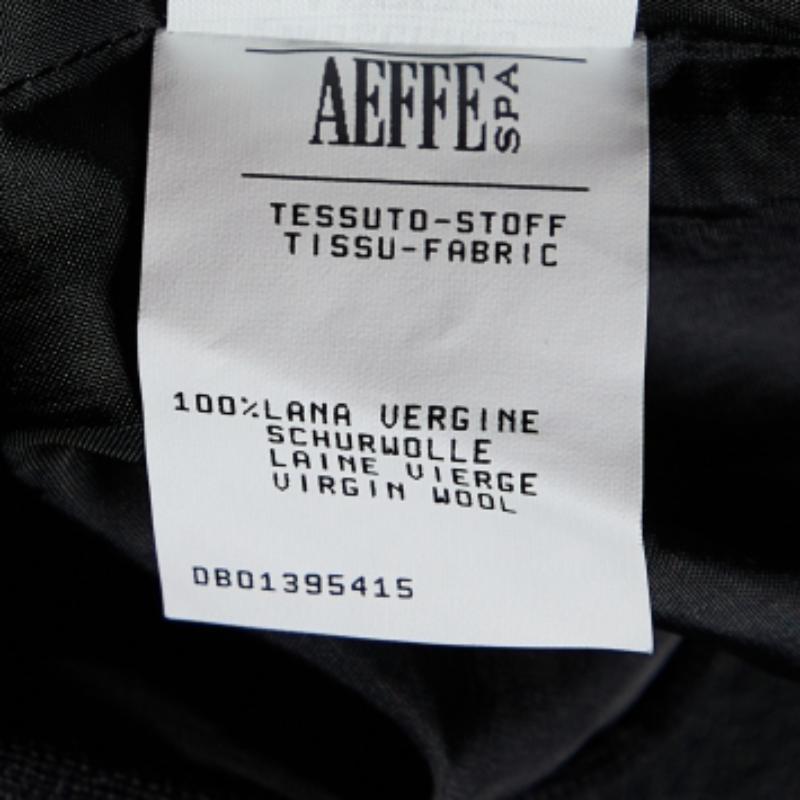 AEFFE SPA
TESSUTO-STOFF
TISSU-FABRIC
100%LANA VERGINE
SCHURWOLLE
LAINE VIERGE
VIRGIN WOOL
DB01395415